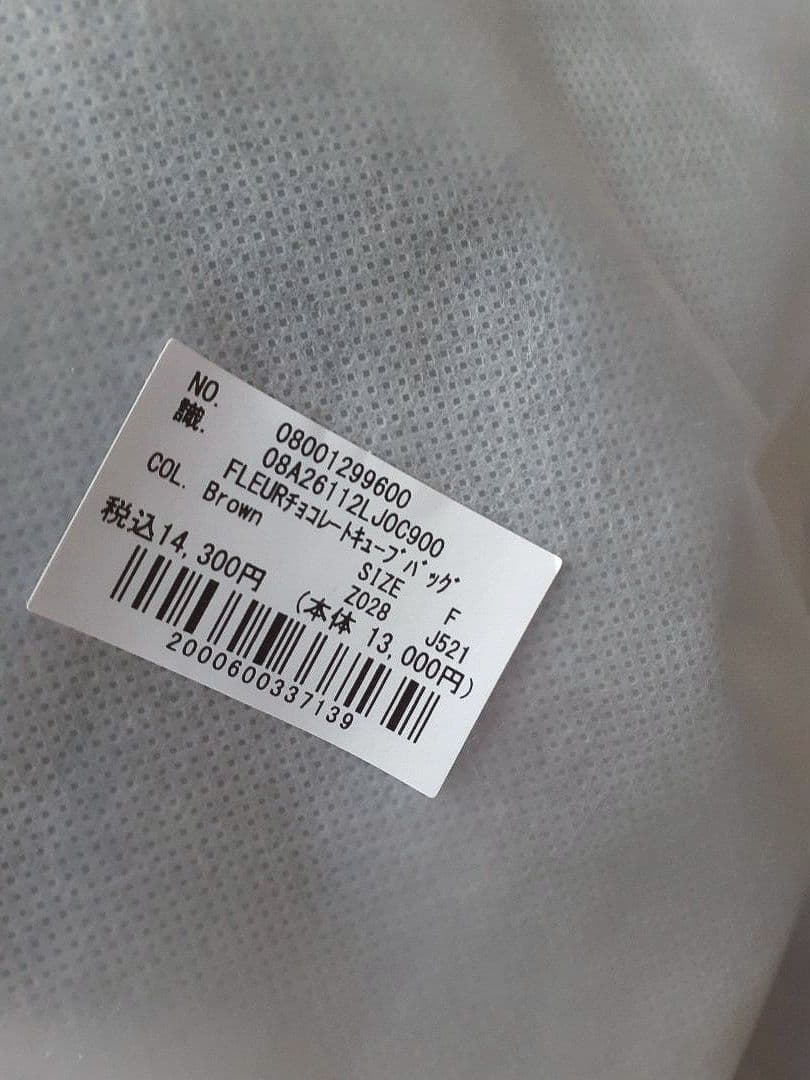 NO. 08001299600
識. 08A26112LJ0C900
FLEURチョコレートキューブバッグ
COL. SIZE F
Brown Z028 J521
税込14,300円 (本体 13,000円)
2000600337139